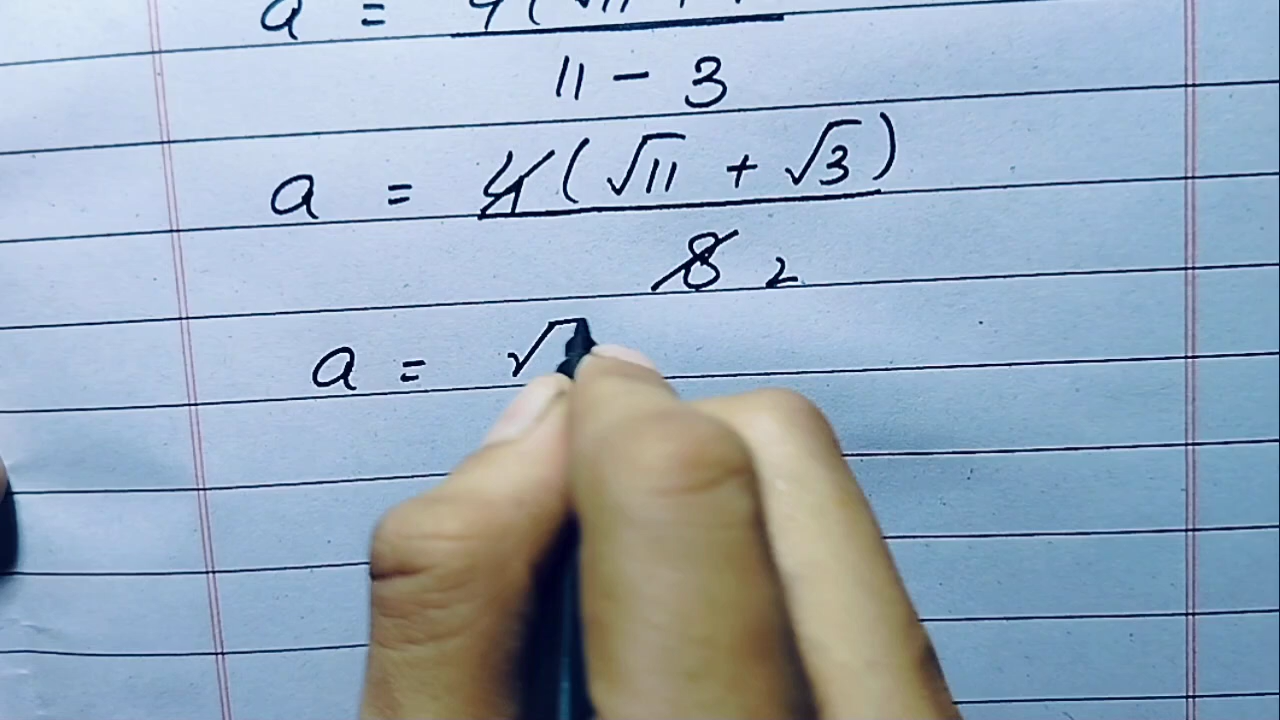 a =
11 - 3
a = 4(√11 + √3)
8 2
a = √